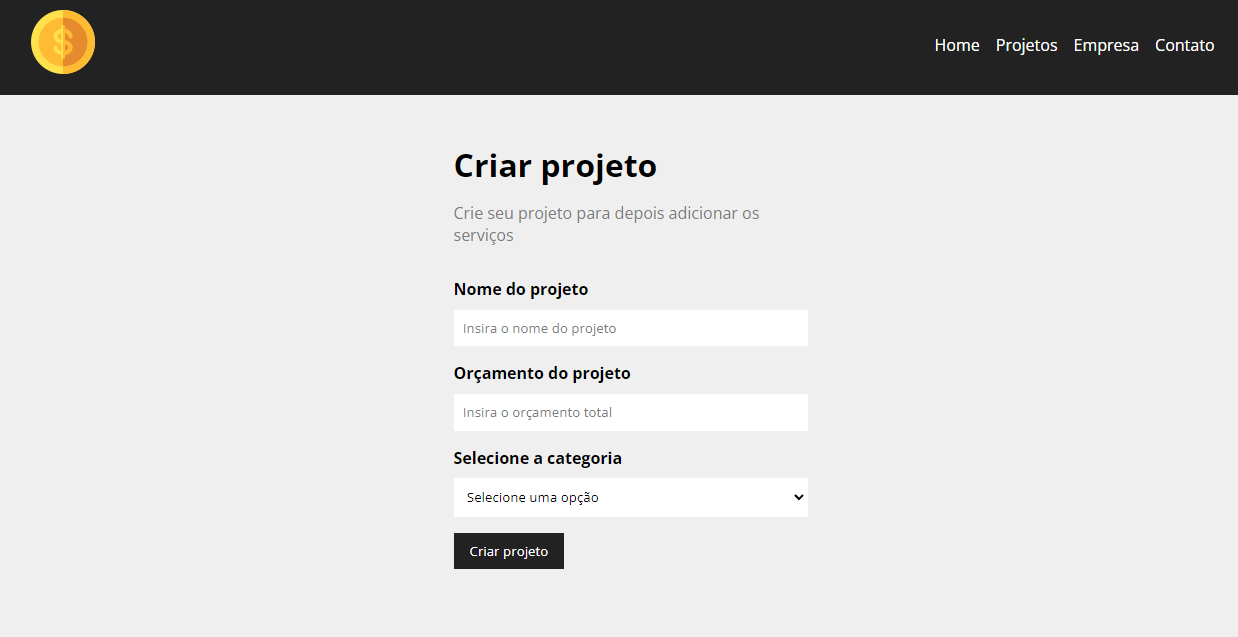 $
Home Projetos Empresa Contato
Criar projeto
Crie seu projeto para depois adicionar os
serviços
Nome do projeto
Insira o nome do projeto
Orçamento do projeto
Insira o orçamento total
Selecione a categoria
Selecione uma opção
Criar projeto